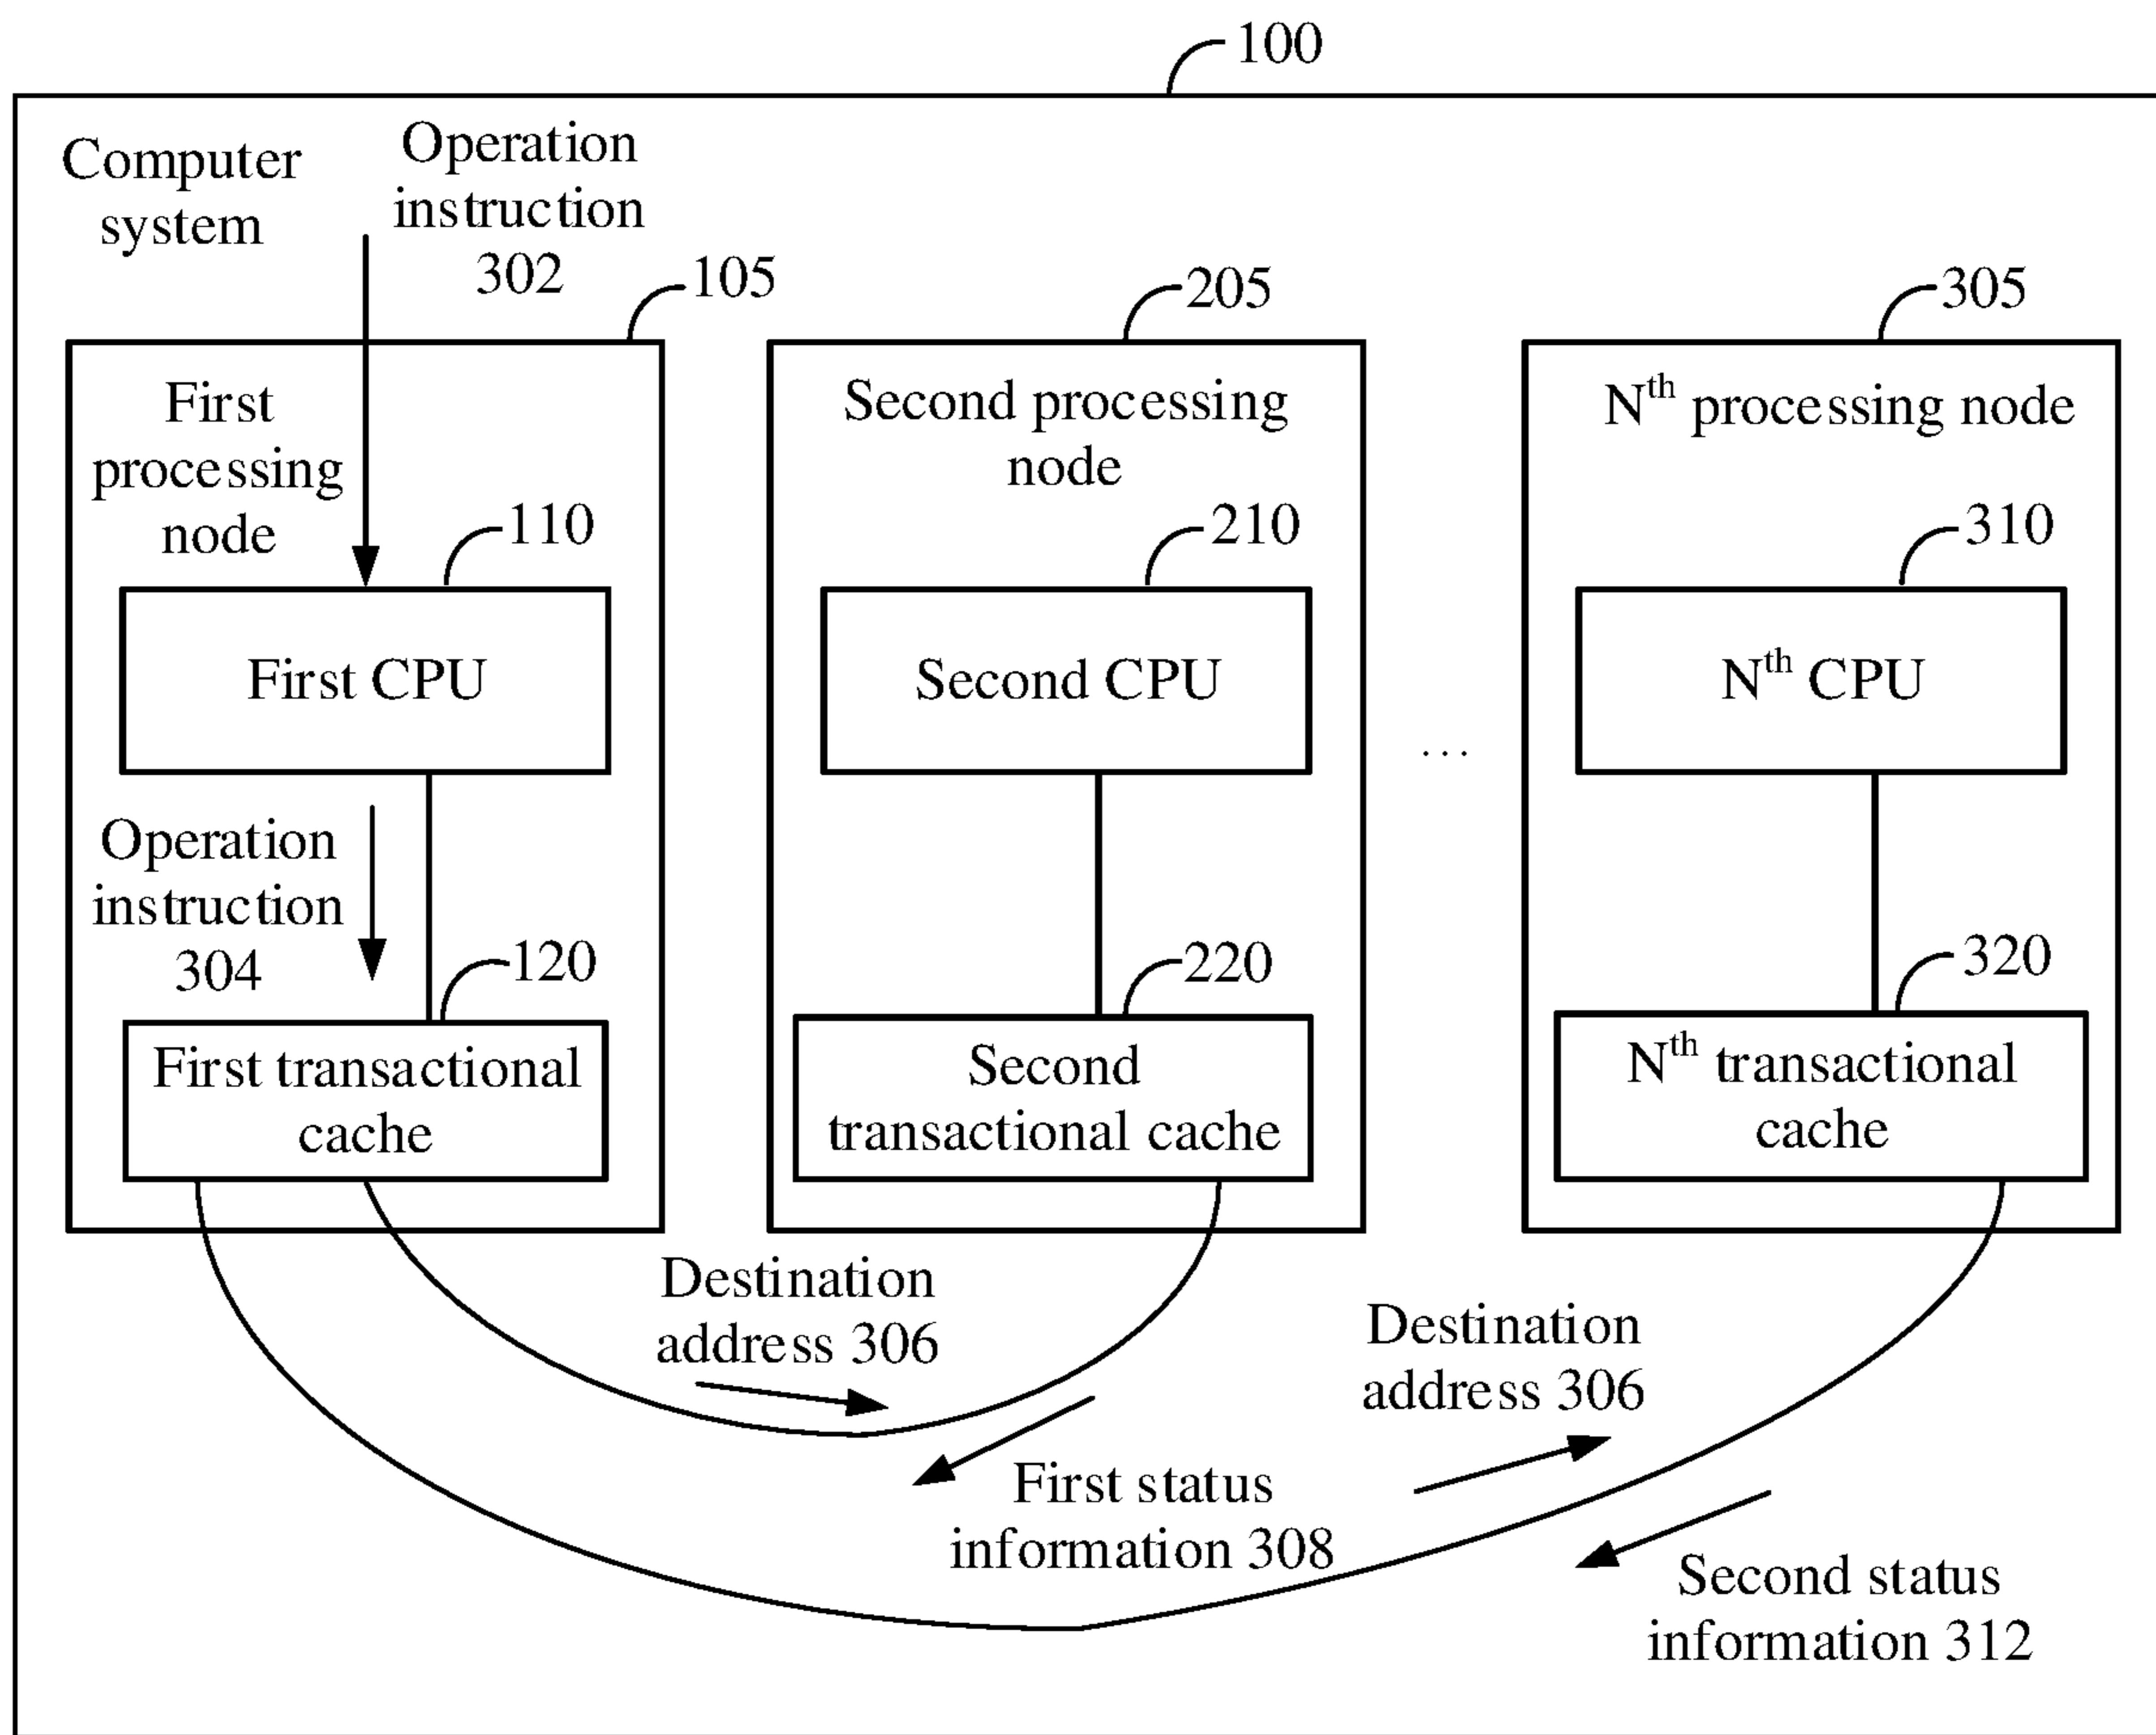 100
Computer
system
Operation
instruction
302
105
205
305
First
processing
node
Second processing
node
Nth processing node
110
210
310
First CPU
Second CPU
Nth CPU
...
Operation
instruction
304
120
220
320
First transactional
cache
Second
transactional cache
Nth transactional
cache
Destination
address 306
Destination
address 306
First status
information 308
Second status
information 312